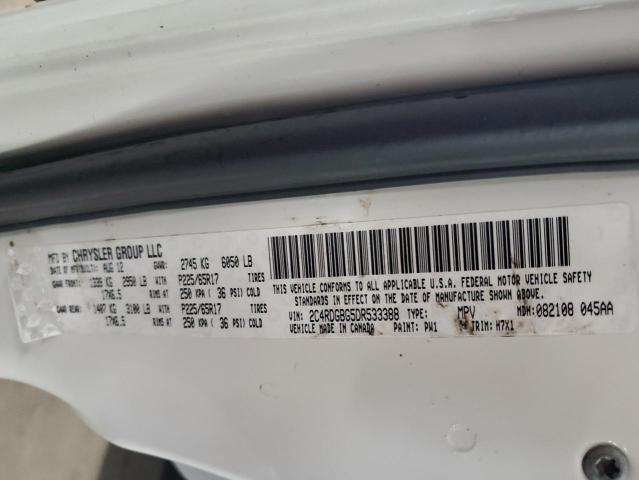 MFD BY CHRYSLER GROUP LLC
DATE OF MFR/BUILT: AUG 12 GVWR: 2745 KG 6050 LB
GAWR FRONT: 1335 KG 2950 LB WITH P225/65R17 TIRES
17X6.5 RIMS AT 250 KPA ( 36 PSI) COLD
GAWR REAR: 1407 KG 3100 LB WITH P225/65R17 TIRES
17X6.5 RIMS AT 250 KPA ( 36 PSI) COLD
THIS VEHICLE CONFORMS TO ALL APPLICABLE U.S.A. FEDERAL MOTOR VEHICLE SAFETY
STANDARDS IN EFFECT ON THE DATE OF MANUFACTURE SHOWN ABOVE.
VIN: 2C4RDGBG5DR533388 TYPE: MPV MDH: 082108 045AA
VEHICLE MADE IN CANADA PAINT: PW1 TRIM: H7X1